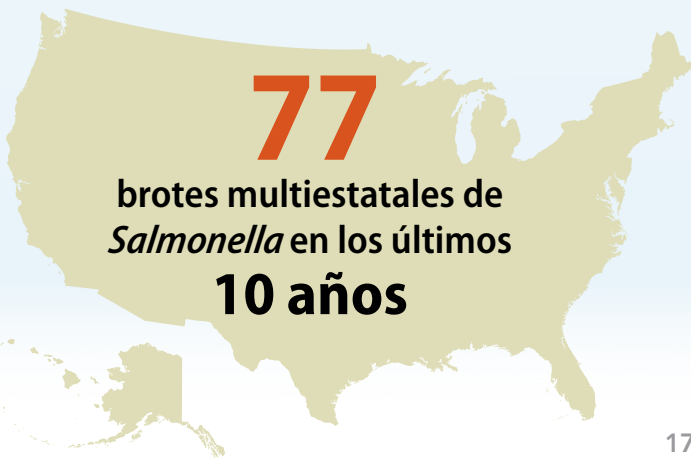 77
brotes multiestatales de
Salmonella en los últimos
10 años
17